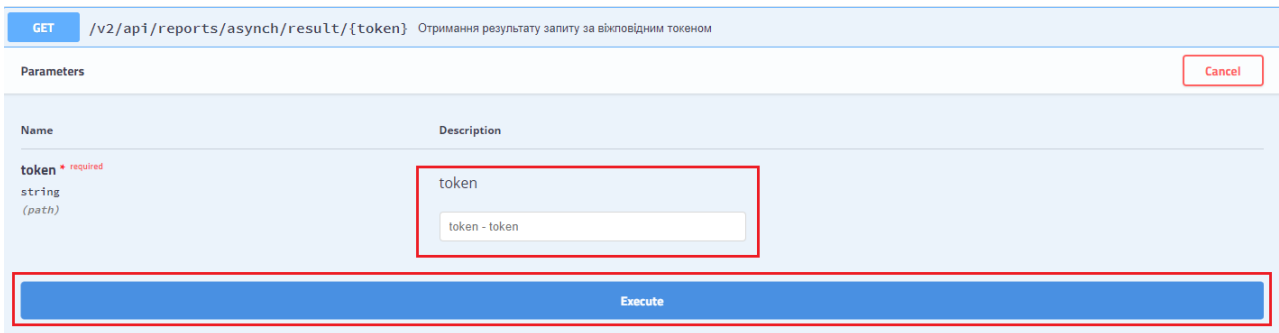 GET /v2/api/reports/asynch/result/{token} Отримання результату запиту за віжповідним токеном
Parameters Cancel
Name Description
token * required
string
(path)
token
token - token
Execute